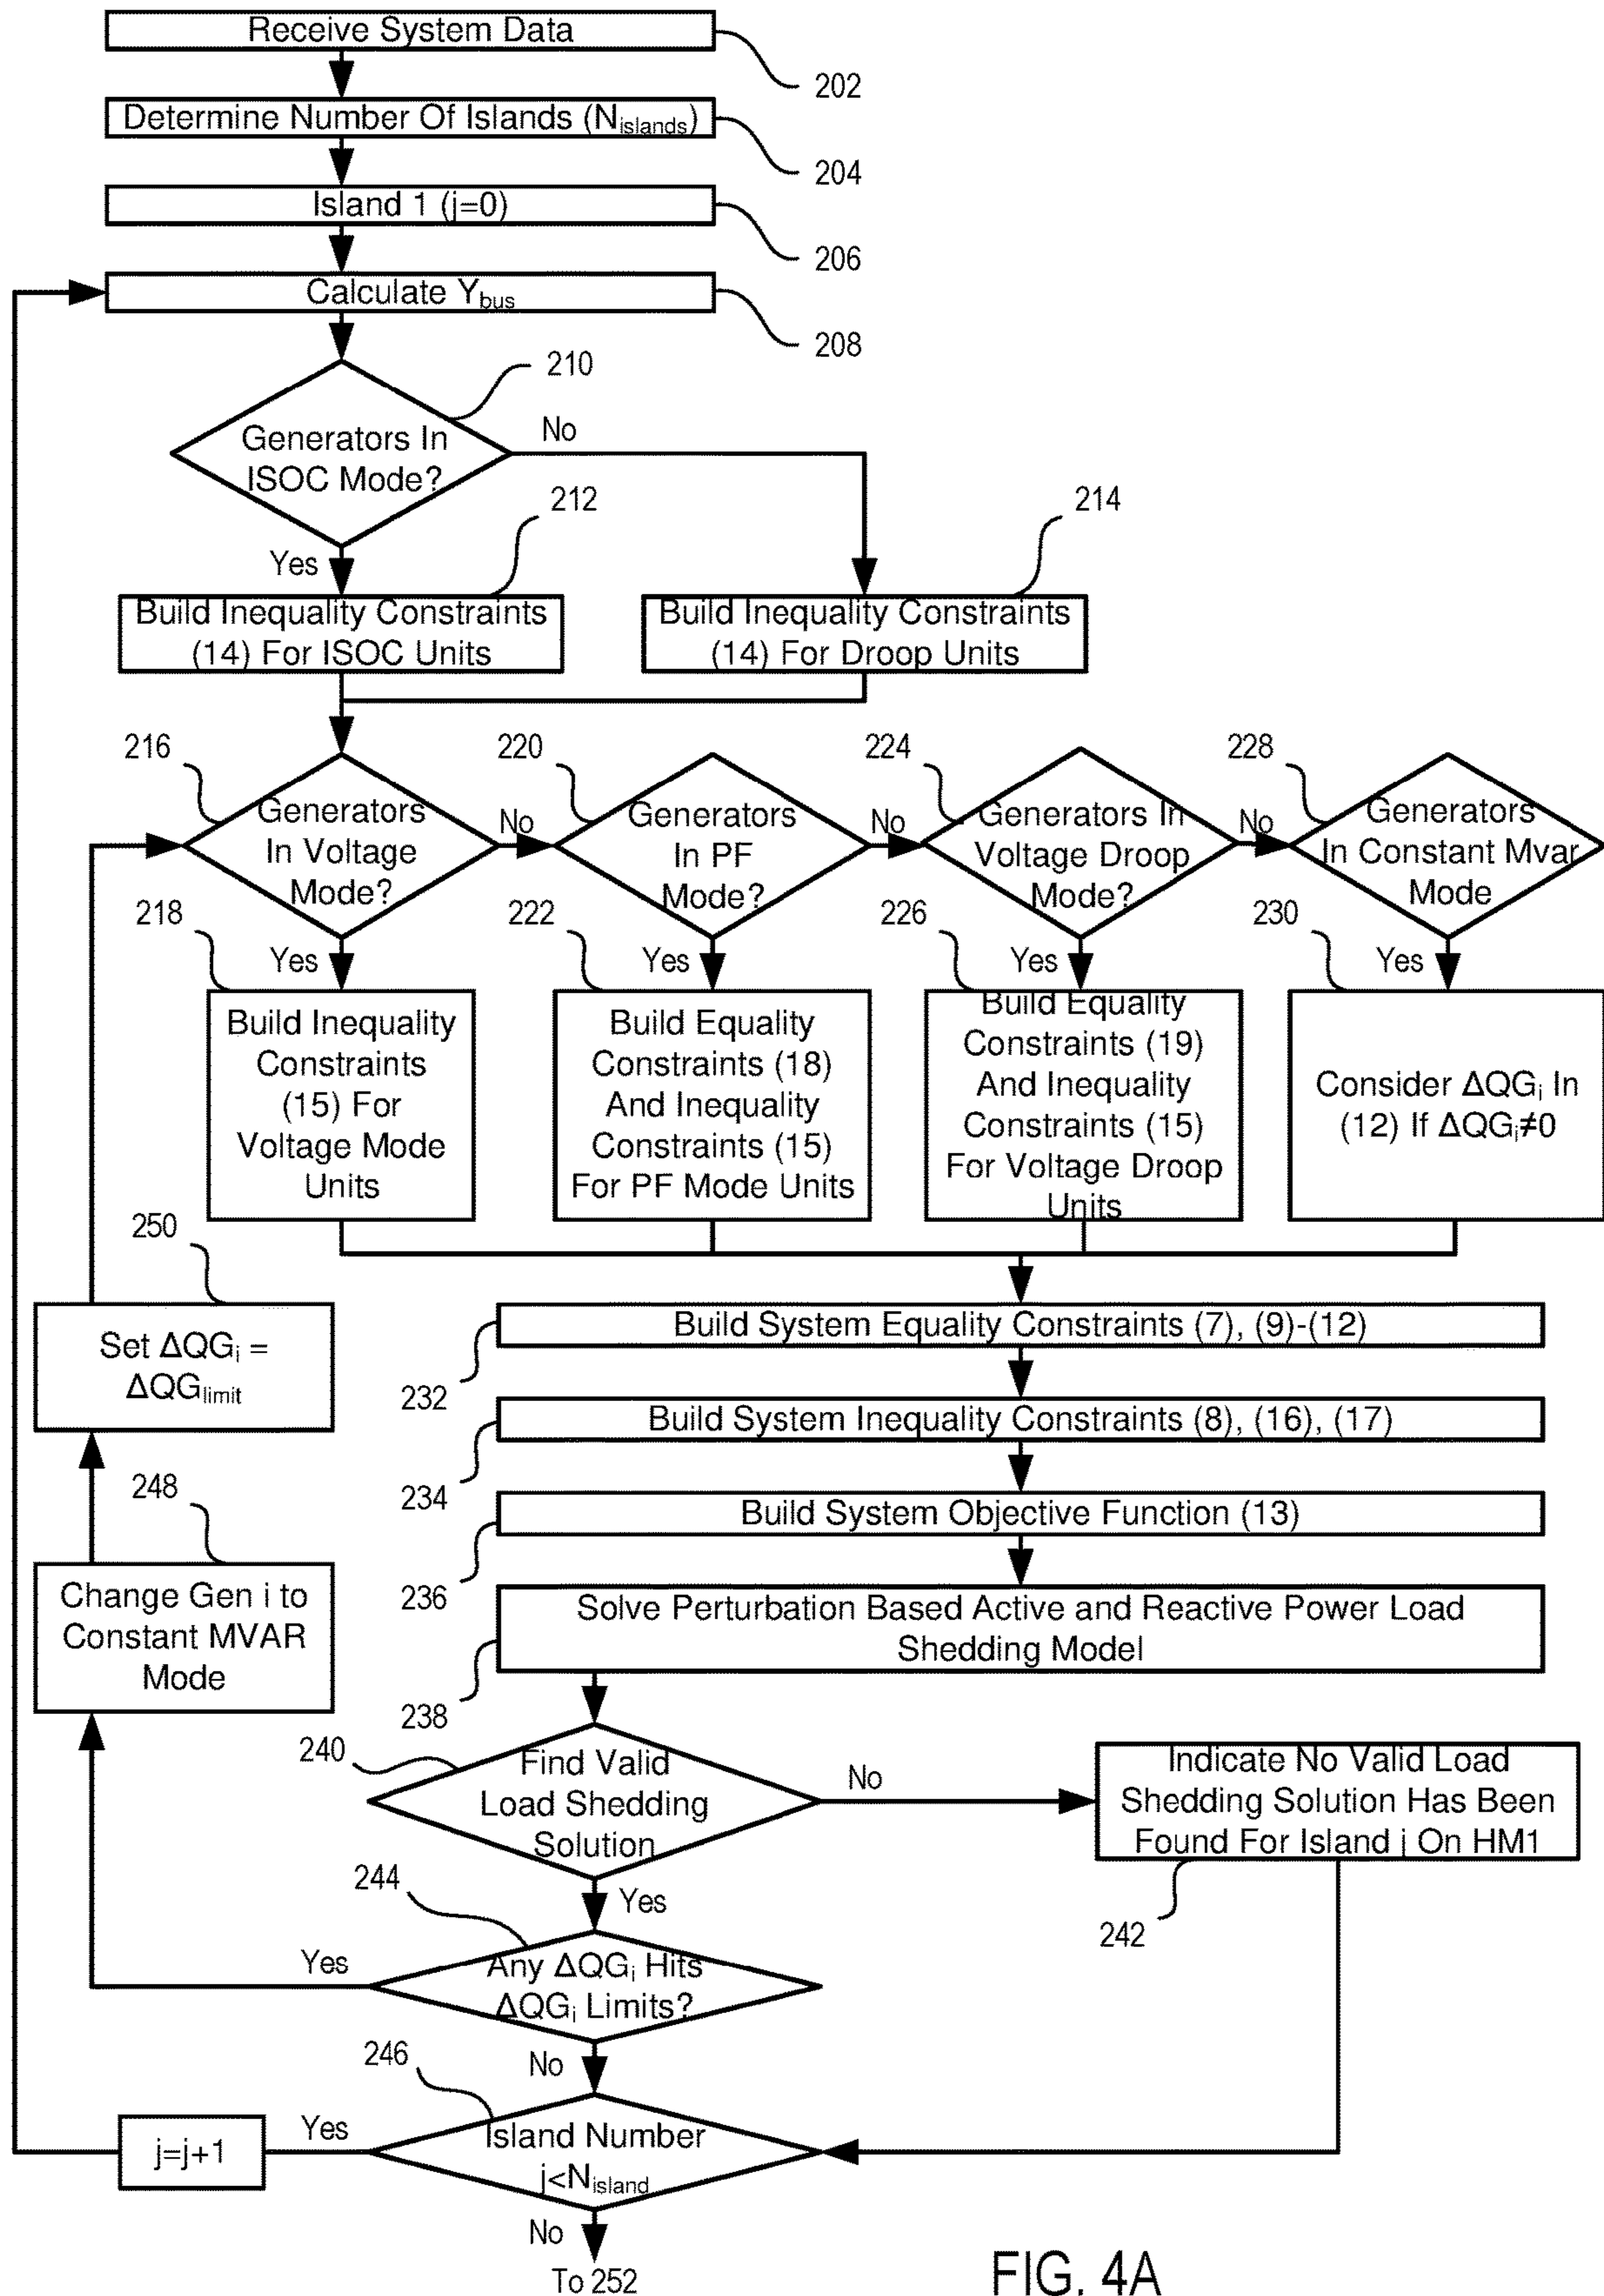 Receive System Data
202
Determine Number Of Islands (Nislands)
204
Island 1 (j=0)
206
Calculate Ybus
208
210
Generators In
ISOC Mode?
No
Yes
212
214
Build Inequality Constraints
(14) For ISOC Units
Build Inequality Constraints
(14) For Droop Units
216
220
224
228
Generators
In Voltage
Mode?
No
Generators
In PF
Mode?
No
Generators In
Voltage Droop
Mode?
No
Generators
In Constant Mvar
Mode
218
Yes
222
Yes
226
Yes
230
Yes
Build Inequality
Constraints
(15) For
Voltage Mode
Units
Build Equality
Constraints (18)
And Inequality
Constraints (15)
For PF Mode Units
Build Equality
Constraints (19)
And Inequality
Constraints (15)
For Voltage Droop
Units
Consider ΔQGi In
(12) If ΔQGi≠0
250
Set ΔQGi =
ΔQGlimit
Build System Equality Constraints (7), (9)-(12)
232
Build System Inequality Constraints (8), (16), (17)
234
248
Build System Objective Function (13)
236
Change Gen i to
Constant MVAR
Mode
Solve Perturbation Based Active and Reactive Power Load
Shedding Model
238
240
Find Valid
Load Shedding
Solution
No
Indicate No Valid Load
Shedding Solution Has Been
Found For Island j On HM1
242
Yes
244
Any ΔQGi Hits
ΔQGi Limits?
Yes
No
246
Island Number
j<Nisland
Yes
j=j+1
No
To 252
FIG. 4A